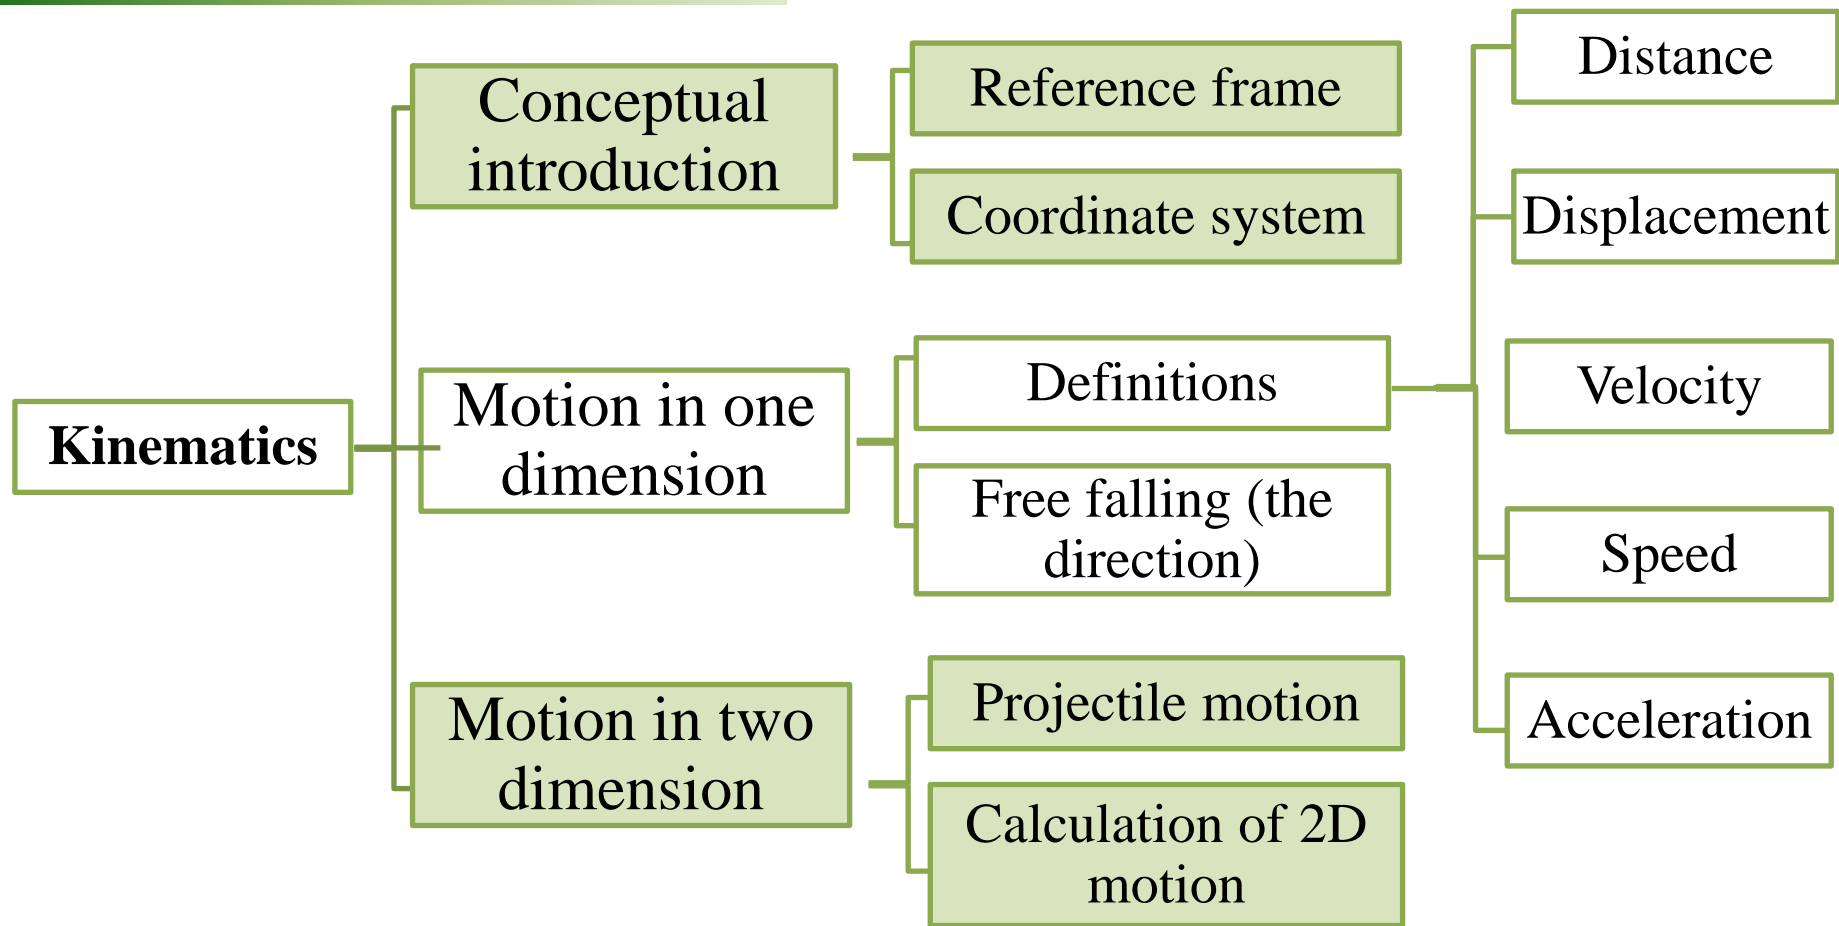 Kinematics
Conceptual
introduction
Reference frame
Coordinate system
Motion in one
dimension
Definitions
Distance
Displacement
Velocity
Speed
Acceleration
Free falling (the
direction)
Motion in two
dimension
Projectile motion
Calculation of 2D
motion